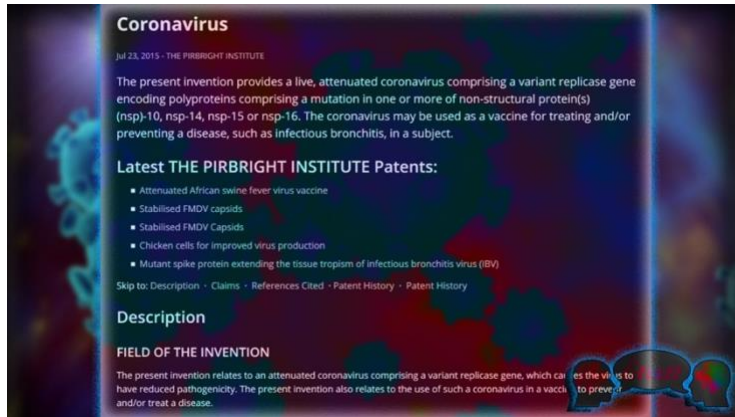 Coronavirus
Jul 23, 2015 - THE PIRBRIGHT INSTITUTE
The present invention provides a live, attenuated coronavirus comprising a variant replicase gene
encoding polyproteins comprising a mutation in one or more of non-structural protein(s)
(nsp)-10, nsp-14, nsp-15 or nsp-16. The coronavirus may be used as a vaccine for treating and/or
preventing a disease, such as infectious bronchitis, in a subject.
Latest THE PIRBRIGHT INSTITUTE Patents:
▪ Attenuated African swine fever virus vaccine
▪ Stabilised FMDV capsids
▪ Stabilised FMDV Capsids
▪ Chicken cells for improved virus production
▪ Mutant spike protein extending the tissue tropism of infectious bronchitis virus (IBV)
Skip to: Description · Claims · References Cited · Patent History · Patent History
Description
FIELD OF THE INVENTION
The present invention relates to an attenuated coronavirus comprising a variant replicase gene, which causes the virus to
have reduced pathogenicity. The present invention also relates to the use of such a coronavirus in a vaccine to prevent
and/or treat a disease.